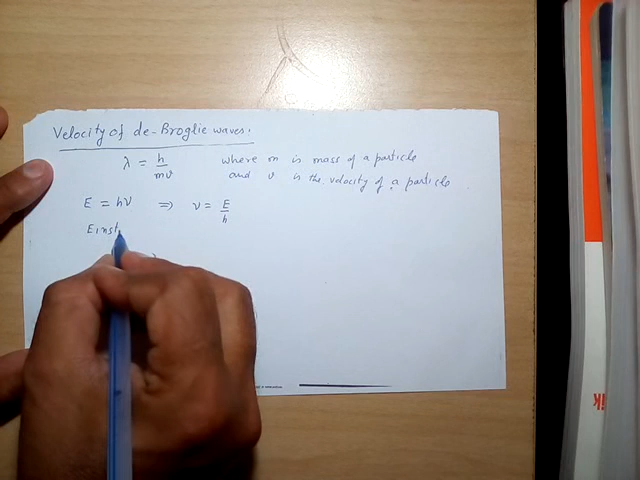 Velocity of de-Broglie waves.
λ = h/mv where m is mass of a particle
and v is the velocity of a particle
E = hν ⇒ ν = E/h
Einst